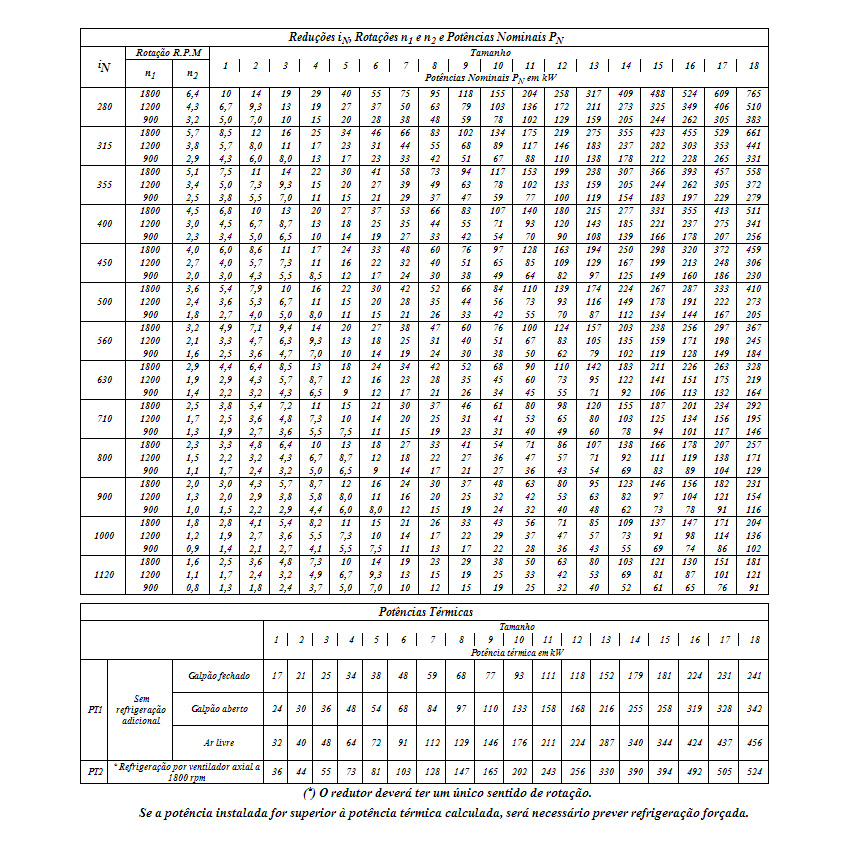 Reduções iN, Rotações n1 e n2 e Potências Nominais PN
iN Rotação R.P.M Tamanho
n1 n2 1 2 3 4 5 6 7 8 9 10 11 12 13 14 15 16 17 18
Potências Nominais PN em kW
1800 6,4 10 14 19 29 40 55 75 95 118 155 204 258 317 409 488 524 609 765
280 1200 4,3 6,7 9,3 13 19 27 37 50 63 79 103 136 172 211 273 325 349 406 510
900 3,2 5,0 7,0 10 15 20 28 38 48 59 78 102 129 159 205 244 262 305 383
1800 5,7 8,5 12 16 25 34 46 66 83 102 134 175 219 275 355 423 455 529 661
315 1200 3,8 5,7 8,0 11 17 23 31 44 55 68 89 117 146 183 237 282 303 353 441
900 2,9 4,3 6,0 8,0 13 17 23 33 42 51 67 88 110 138 178 212 228 265 331
1800 5,1 7,5 11 14 22 30 41 58 73 94 117 153 199 238 307 366 393 457 558
355 1200 3,4 5,0 7,3 9,3 15 20 27 39 49 63 78 102 133 159 205 244 262 305 372
900 2,5 3,8 5,5 7,0 11 15 21 29 37 47 59 77 100 119 154 183 197 229 279
1800 4,5 6,8 10 13 20 27 37 53 66 83 107 140 180 215 277 331 355 413 511
400 1200 3,0 4,5 6,7 8,7 13 18 25 35 44 55 71 93 120 143 185 221 237 275 341
900 2,3 3,4 5,0 6,5 10 14 19 27 33 42 54 70 90 108 139 166 178 207 256
1800 4,0 6,0 8,6 11 17 24 33 48 60 76 97 128 163 194 250 298 320 372 459
450 1200 2,7 4,0 5,7 7,3 11 16 22 32 40 51 65 85 109 129 167 199 213 248 306
900 2,0 3,0 4,3 5,5 8,5 12 17 24 30 38 49 64 82 97 125 149 160 186 230
1800 3,6 5,4 7,9 10 16 22 30 42 52 66 84 110 139 174 224 267 287 333 410
500 1200 2,4 3,6 5,3 6,7 11 15 20 28 35 44 56 73 93 116 149 178 191 222 273
900 1,8 2,7 4,0 5,0 8,0 11 15 21 26 33 42 55 70 87 112 134 144 167 205
1800 3,2 4,9 7,1 9,4 14 20 27 38 47 60 76 100 124 157 203 238 256 297 367
560 1200 2,1 3,3 4,7 6,3 9,3 13 18 25 31 40 51 67 83 105 135 159 171 198 245
900 1,6 2,5 3,6 4,7 7,0 10 14 19 24 30 38 50 62 79 102 119 128 149 184
1800 2,9 4,4 6,4 8,5 13 18 24 34 42 52 68 90 110 142 183 211 226 263 328
630 1200 1,9 2,9 4,3 5,7 8,7 12 16 23 28 35 45 60 73 95 122 141 151 175 219
900 1,4 2,2 3,2 4,3 6,5 9 12 17 21 26 34 45 55 71 92 106 113 132 164
1800 2,5 3,8 5,4 7,2 11 15 21 30 37 46 61 80 98 120 155 187 201 234 292
710 1200 1,7 2,5 3,6 4,8 7,3 10 14 20 25 31 41 53 65 80 103 125 134 156 195
900 1,3 1,9 2,7 3,6 5,5 7,5 11 15 19 23 31 40 49 60 78 94 101 117 146
1800 2,3 3,3 4,8 6,4 10 13 18 27 33 41 54 71 86 107 138 166 178 207 257
800 1200 1,5 2,2 3,2 4,3 6,7 8,7 12 18 22 27 36 47 57 71 92 111 119 138 171
900 1,1 1,7 2,4 3,2 5,0 6,5 9 14 17 21 27 36 43 54 69 83 89 104 129
1800 2,0 3,0 4,3 5,7 8,7 12 16 24 30 37 48 63 80 95 123 146 156 182 231
900 1200 1,3 2,0 2,9 3,8 5,8 8,0 11 16 20 25 32 42 53 63 82 97 104 121 154
900 1,0 1,5 2,2 2,9 4,4 6,0 8,0 12 15 19 24 32 40 48 62 73 78 91 116
1800 1,8 2,8 4,1 5,4 8,2 11 15 21 26 33 43 56 71 85 109 137 147 171 204
1000 1200 1,2 1,9 2,7 3,6 5,5 7,3 10 14 17 22 29 37 47 57 73 91 98 114 136
900 0,9 1,4 2,1 2,7 4,1 5,5 7,5 11 13 17 22 28 36 43 55 69 74 86 102
1800 1,6 2,5 3,6 4,8 7,3 10 14 19 23 29 38 50 63 80 103 121 130 151 181
1120 1200 1,1 1,7 2,4 3,2 4,9 6,7 9,3 13 15 19 25 33 42 53 69 81 87 101 121
900 0,8 1,3 1,8 2,4 3,7 5,0 7,0 10 12 15 19 25 32 40 52 61 65 76 91
Potências Térmicas
Tamanho
1 2 3 4 5 6 7 8 9 10 11 12 13 14 15 16 17 18
Potência térmica em kW
Galpão fechado 17 21 25 34 38 48 59 68 77 93 111 118 152 179 181 224 231 241
PT1 Sem refrigeração adicional Galpão aberto 24 30 36 48 54 68 84 97 110 133 158 168 216 255 258 319 328 342
Ar livre 32 40 48 64 72 91 112 129 146 176 211 224 287 340 344 424 437 456
PT2 * Refrigeração por ventilador axial a 1800 rpm 36 44 55 73 81 103 128 147 165 202 243 256 330 390 394 492 505 524
(*) O redutor deverá ter um único sentido de rotação.
Se a potência instalada for superior à potência térmica calculada, será necessário prever refrigeração forçada.